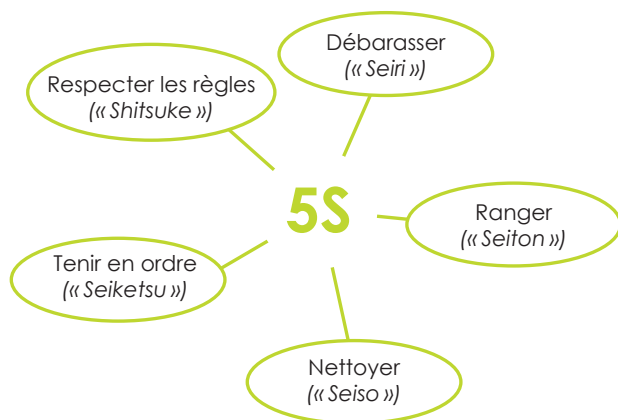 Débarasser
(« Seiri »)
Respecter les règles
(« Shitsuke »)
5S
Ranger
(« Seiton »)
Tenir en ordre
(« Seiketsu »)
Nettoyer
(« Seiso »)